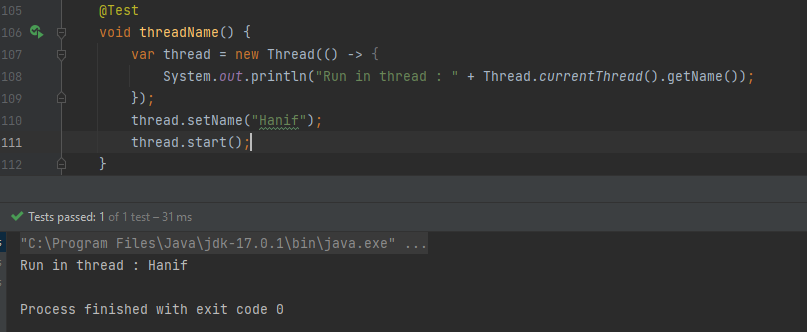 105 @Test
106 void threadName() {
107 var thread = new Thread(() -> {
108 System.out.println("Run in thread : " + Thread.currentThread().getName());
109 });
110 thread.setName("Hanif");
111 thread.start();
112 }
Tests passed: 1 of 1 test – 31 ms
"C:\Program Files\Java\jdk-17.0.1\bin\java.exe" ...
Run in thread : Hanif
Process finished with exit code 0